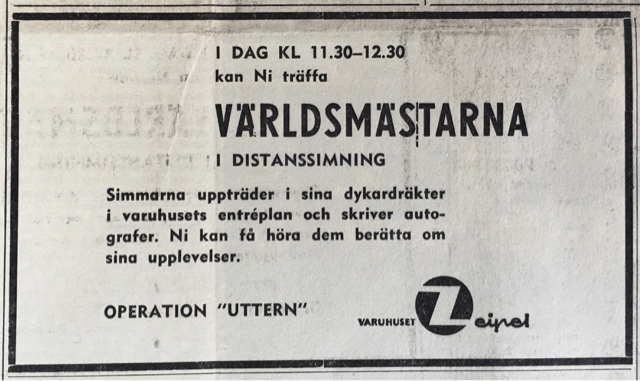 I DAG KL 11.30–12.30
kan Ni träffa
VÄRLDSMÄSTARNA
I DISTANSSIMNING
Simmarna uppträder i sina dykardräkter
i varuhusets entréplan och skriver auto-
grafer. Ni kan få höra dem berätta om
sina upplevelser.
OPERATION "UTTERN"
VARUHUSET Zeipel